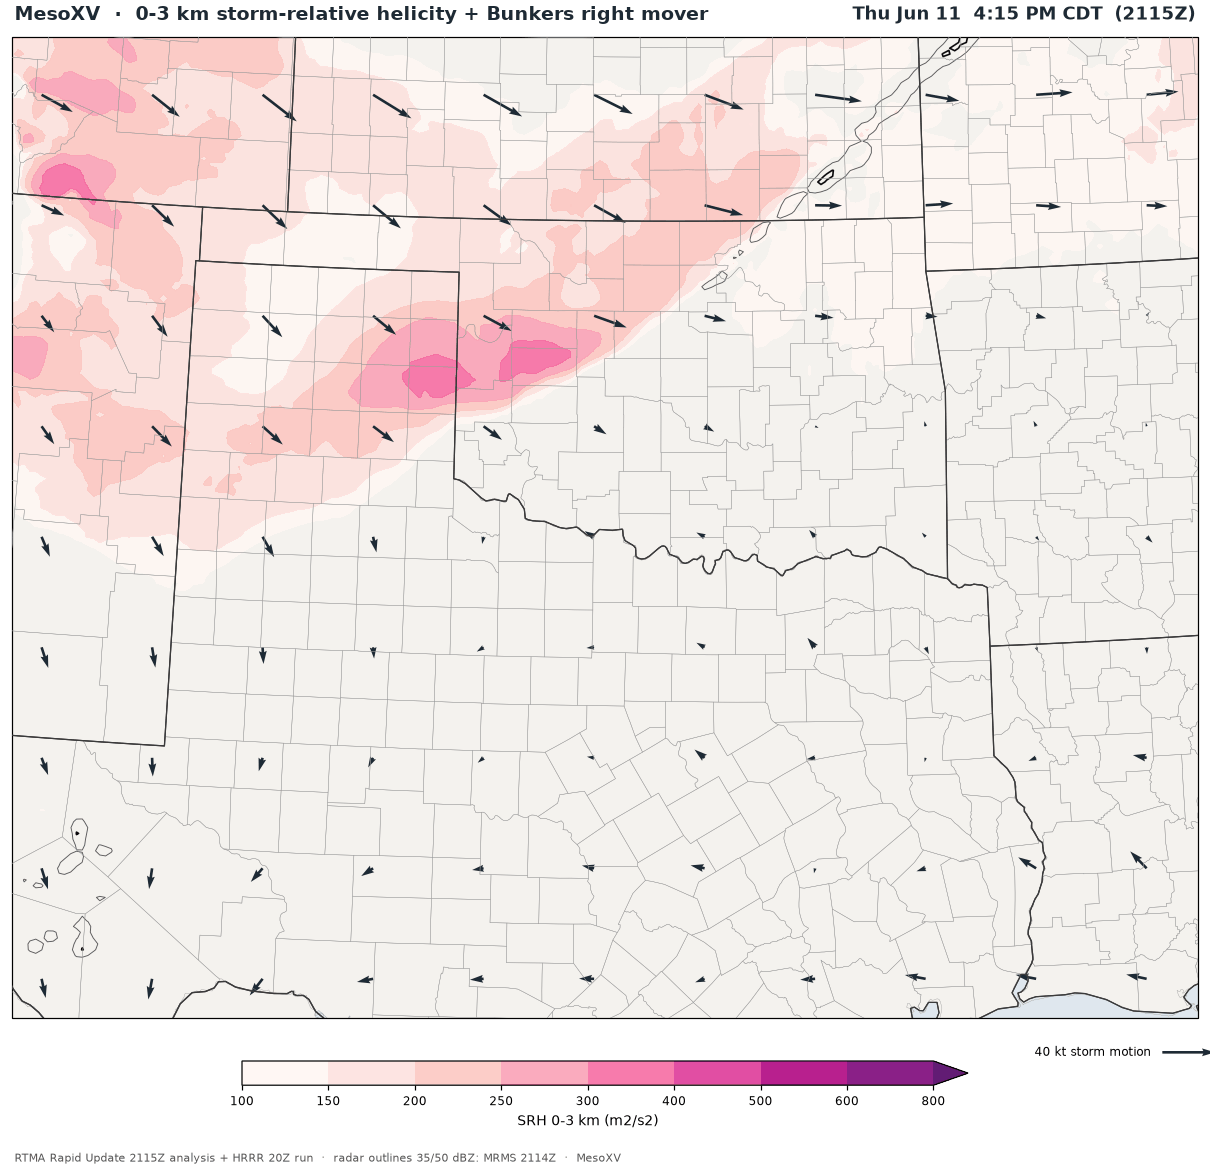 MesoXV · 0-3 km storm-relative helicity + Bunkers right mover
Thu Jun 11 4:15 PM CDT (2115Z)
40 kt storm motion
100 150 200 250 300 400 500 600 800
SRH 0-3 km (m2/s2)
RTMA Rapid Update 2115Z analysis + HRRR 20Z run · radar outlines 35/50 dBZ: MRMS 2114Z · MesoXV